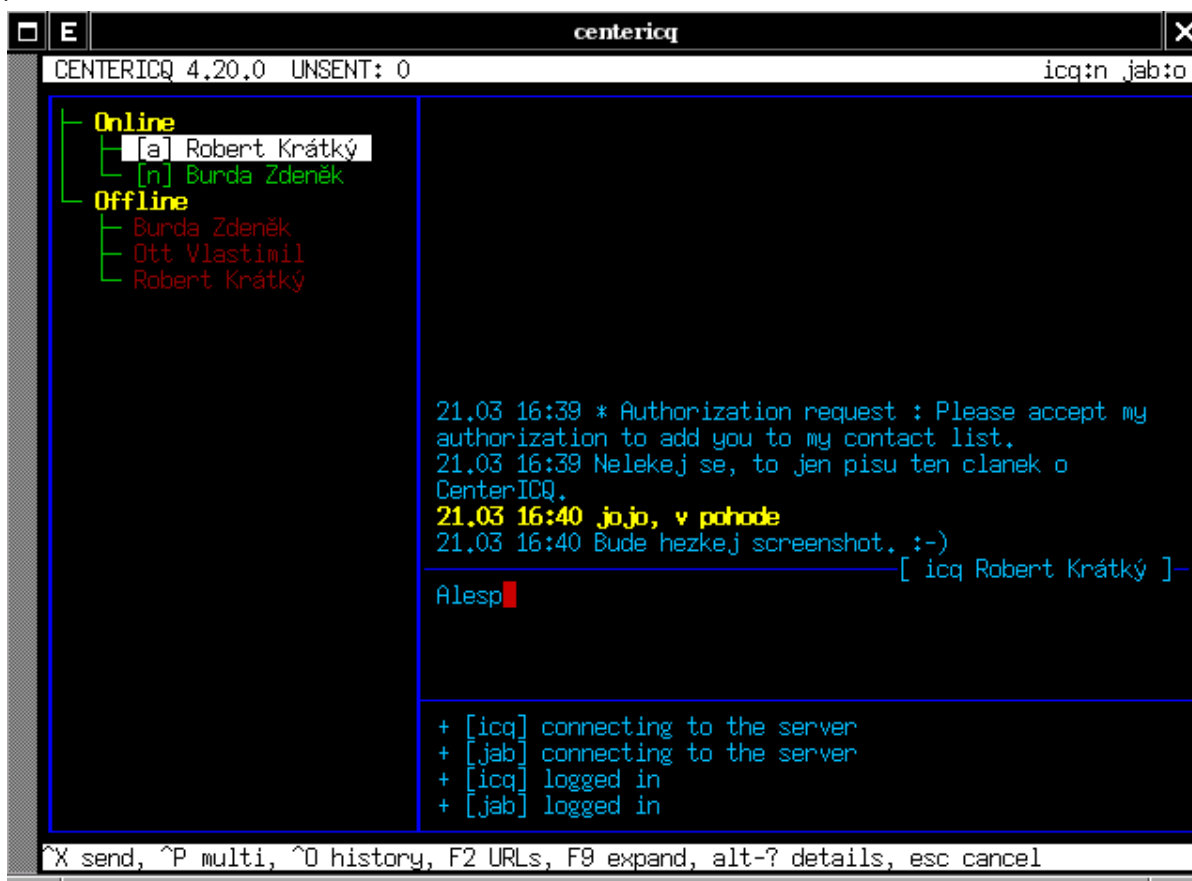 E centericq
CENTERICQ 4.20.0 UNSENT: 0 icq:n jab:o
Online
[a] Robert Krátký
[n] Burda Zdeněk
Offline
Burda Zdeněk
Ott Vlastimil
Robert Krátký
21.03 16:39 * Authorization request : Please accept my
authorization to add you to my contact list.
21.03 16:39 Nelekej se, to jen pisu ten clanek o
CenterICQ.
21.03 16:40 jojo, v pohode
21.03 16:40 Bude hezkej screenshot. :-)
[ icq Robert Krátký ]
Alesp
+ [icq] connecting to the server
+ [jab] connecting to the server
+ [icq] logged in
+ [jab] logged in
^X send, ^P multi, ^O history, F2 URLs, F9 expand, alt-? details, esc cancel